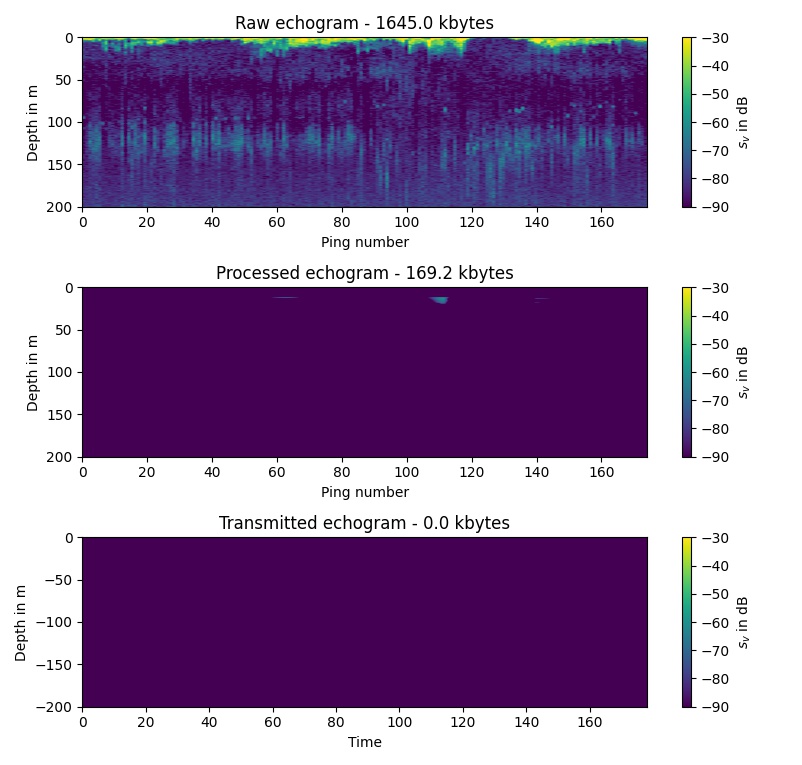 Raw echogram - 1645.0 kbytes
0
50
100
150
200
Depth in m
0 20 40 60 80 100 120 140 160
Ping number
−30
−40
−50
−60
−70
−80
−90
s_v in dB
Processed echogram - 169.2 kbytes
0
50
100
150
200
Depth in m
0 20 40 60 80 100 120 140 160
Ping number
−30
−40
−50
−60
−70
−80
−90
s_v in dB
Transmitted echogram - 0.0 kbytes
0
−50
−100
−150
−200
Depth in m
0 20 40 60 80 100 120 140 160
Time
−30
−40
−50
−60
−70
−80
−90
s_v in dB